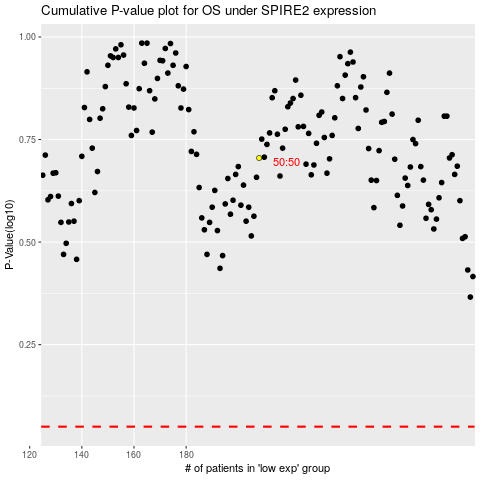 Cumulative P-value plot for OS under SPIRE2 expression
1.00
0.75
0.50
0.25
P-Value(log10)
50:50
120 140 160 180
# of patients in 'low exp' group